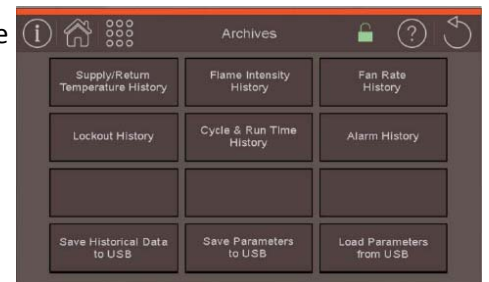 e
i
Archives
?
Supply/Return
Temperature History
Flame Intensity
History
Fan Rate
History
Lockout History
Cycle & Run Time
History
Alarm History
Save Historical Data
to USB
Save Parameters
to USB
Load Parameters
from USB